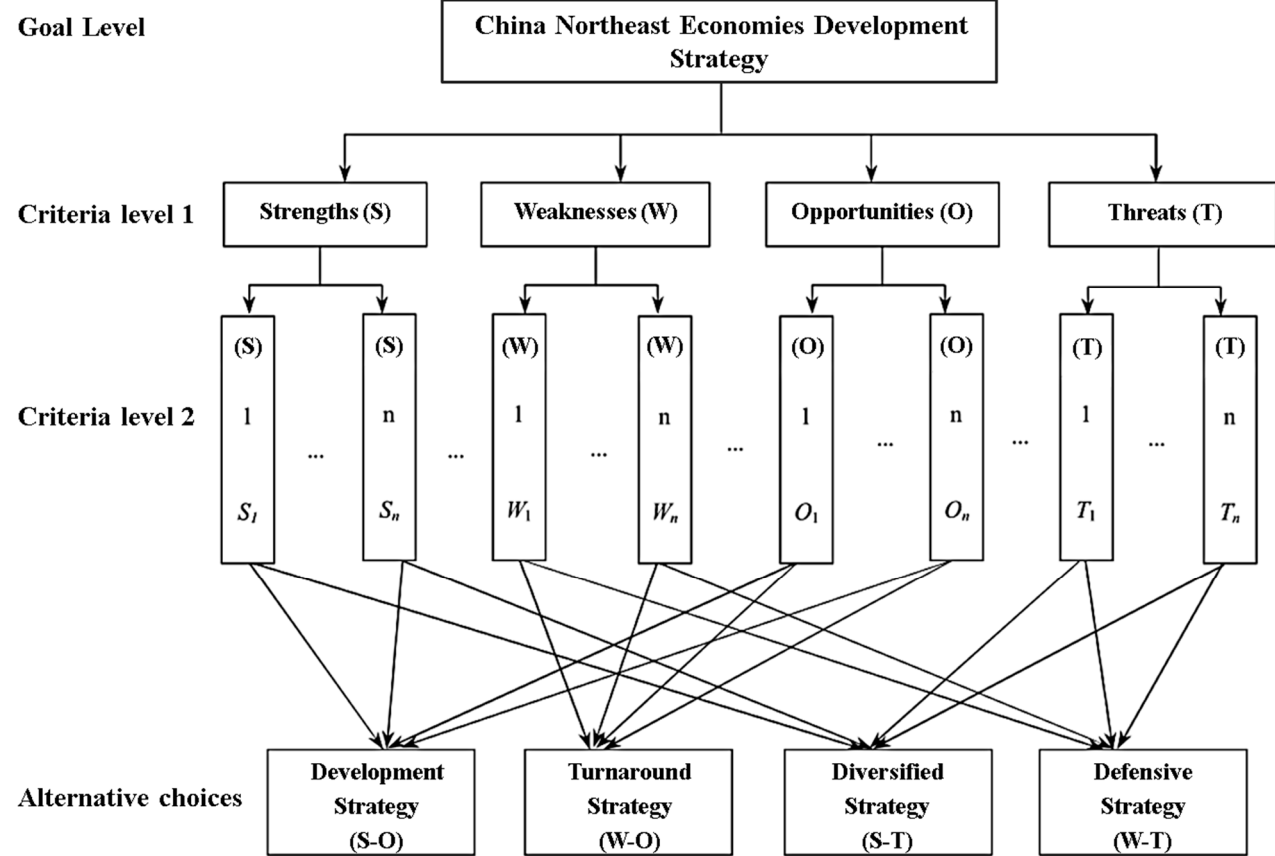 Goal Level
China Northeast Economies Development
Strategy
Criteria level 1
Strengths (S)
Weaknesses (W)
Opportunities (O)
Threats (T)
Criteria level 2
(S) (S) (W) (W) (O) (O) (T) (T)
1 n 1 n 1 n 1 n
... ... ... ... ... ... ...
S1 Sn W1 Wn O1 On T1 Tn
Alternative choices
Development
Strategy
(S-O)
Turnaround
Strategy
(W-O)
Diversified
Strategy
(S-T)
Defensive
Strategy
(W-T)